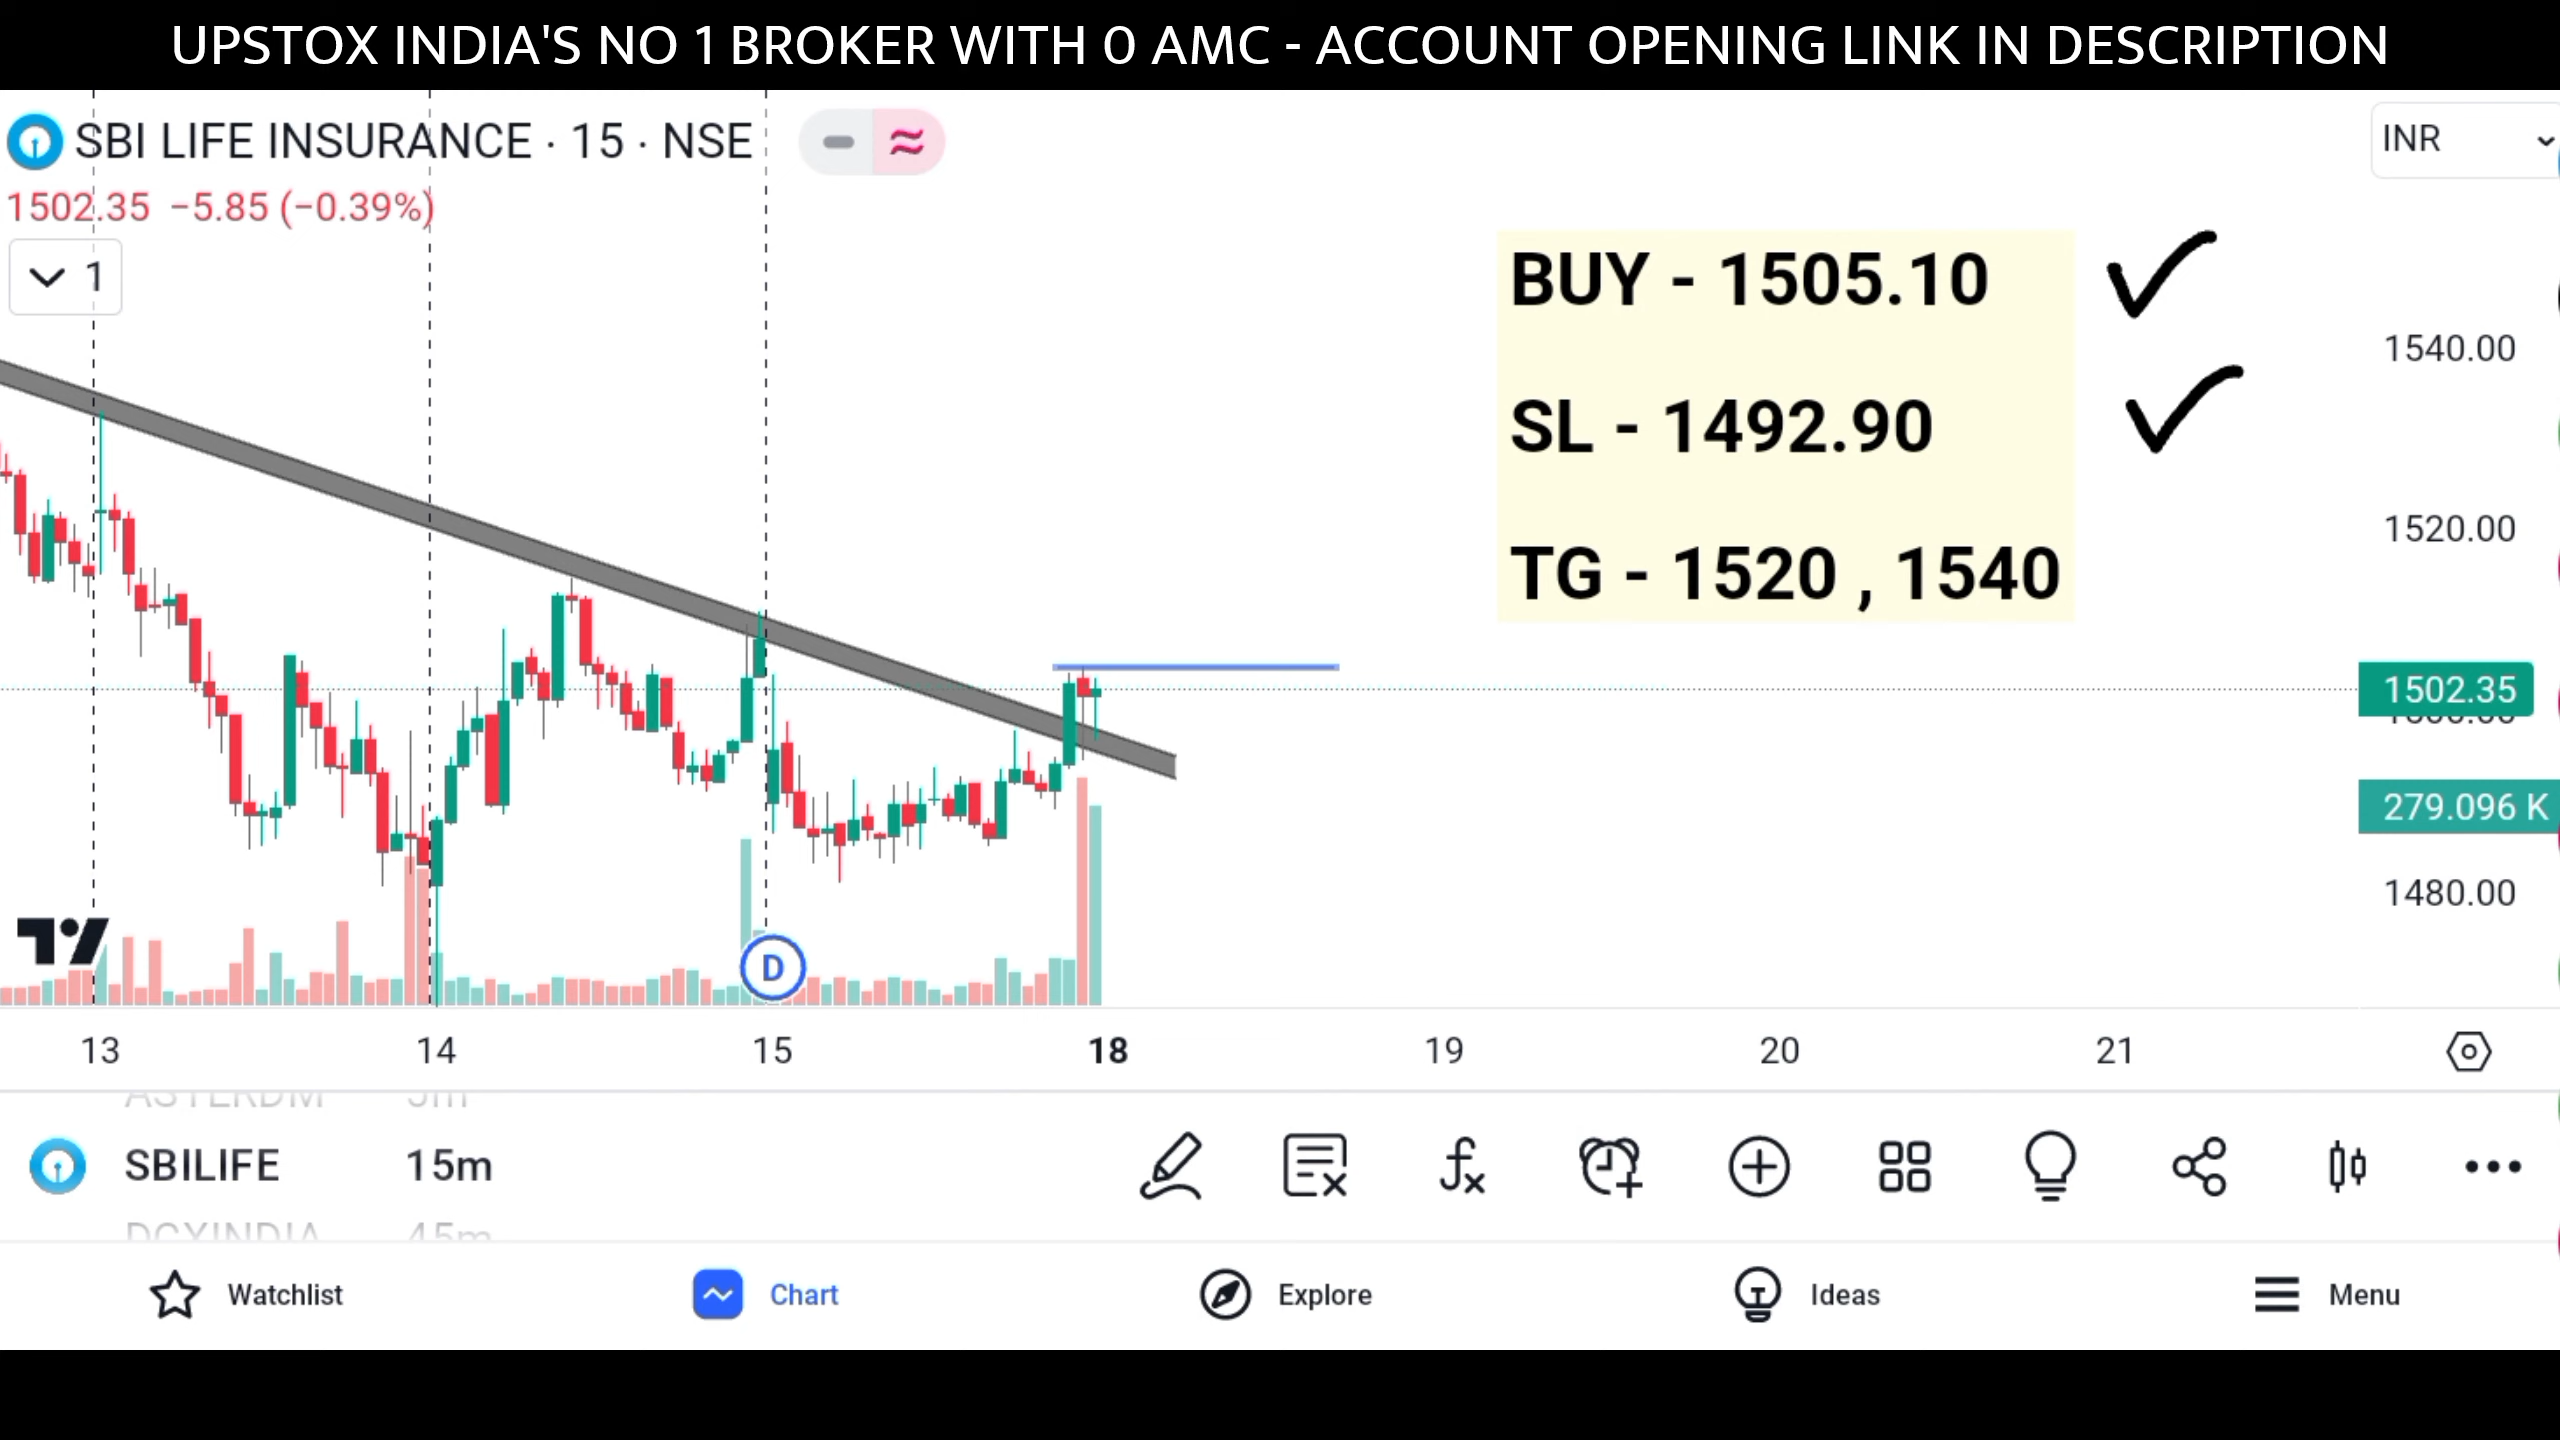 UPSTOX INDIA'S NO 1 BROKER WITH 0 AMC - ACCOUNT OPENING LINK IN DESCRIPTION
SBI LIFE INSURANCE · 15 · NSE
INR
1502.35 −5.85 (−0.39%)
1
BUY - 1505.10
SL - 1492.90
TG - 1520 , 1540
1540.00
1520.00
1502.35
279.096 K
1480.00
D
13 14 15 18 19 20 21
SBILIFE 15m
Watchlist Chart Explore Ideas Menu